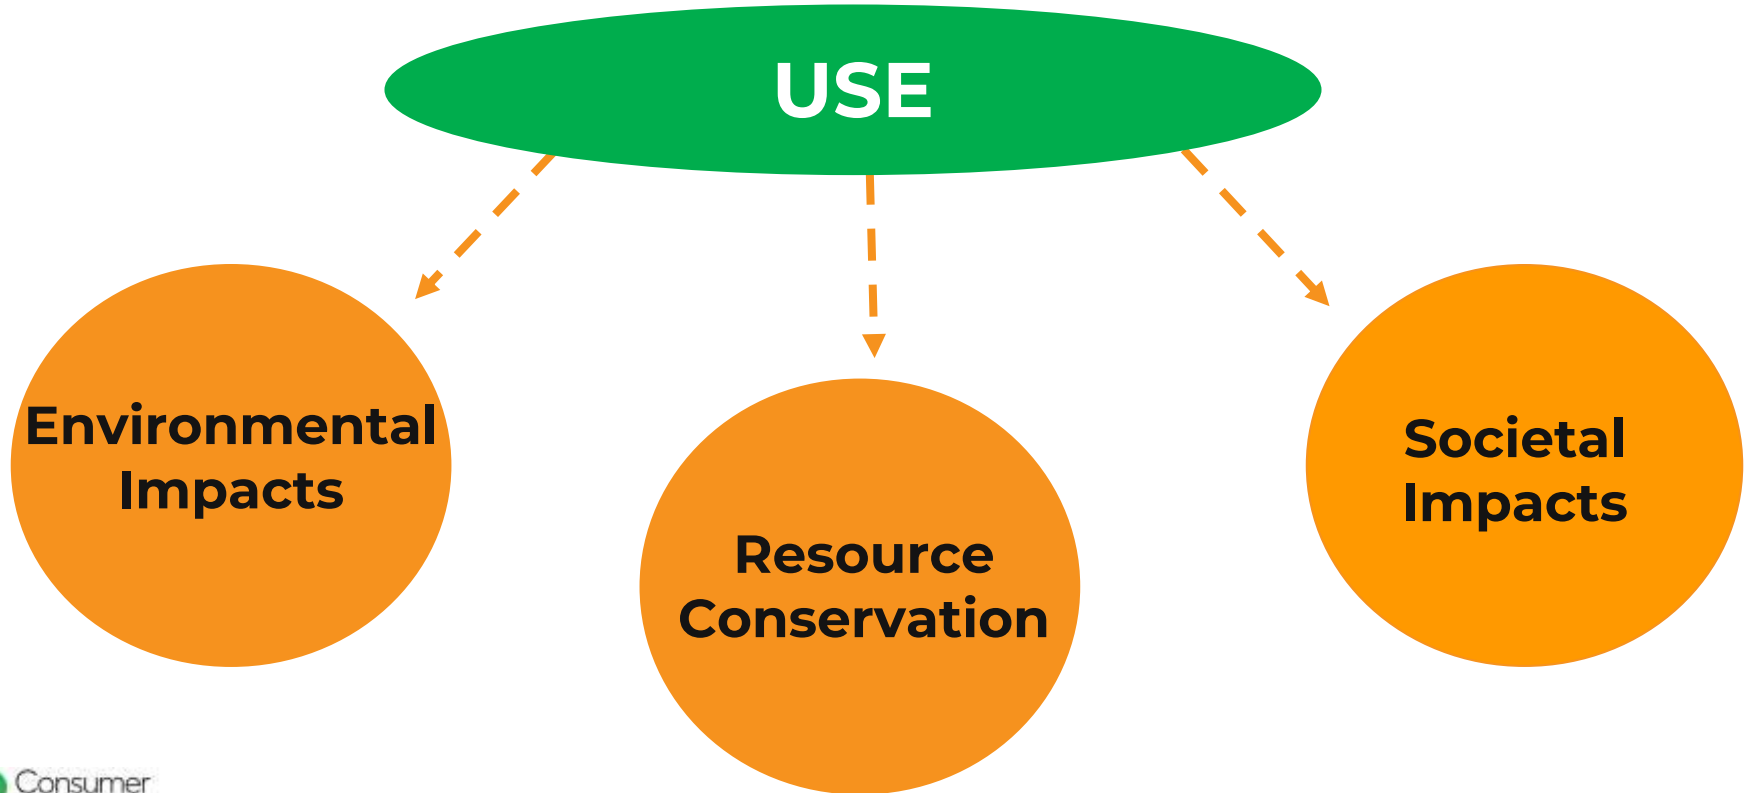 USE
Environmental
Impacts
Resource
Conservation
Societal
Impacts
Consumer